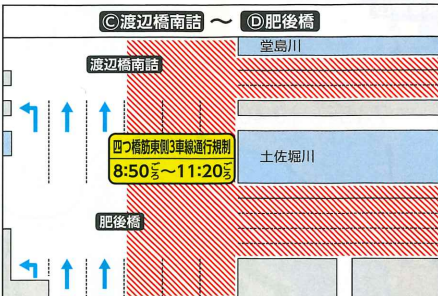 Ⓒ渡辺橋南詰 ～ Ⓓ肥後橋
堂島川
渡辺橋南詰
四つ橋筋東側3車線通行規制
8:50ごろ～11:20ごろ
土佐堀川
肥後橋